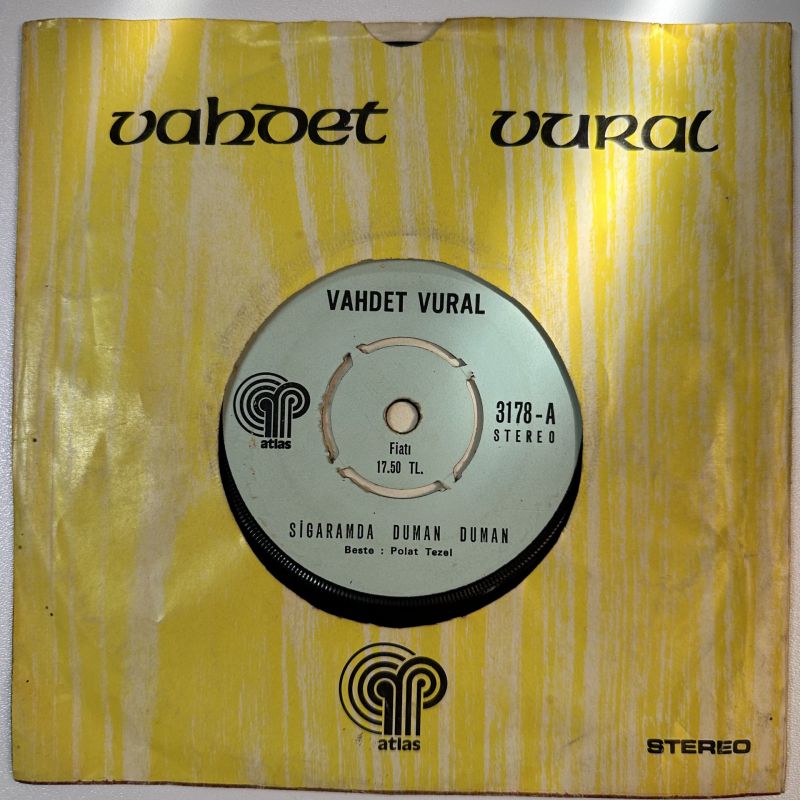 vahdet vural
VAHDET VURAL
atlas
3178-A
STEREO
Fiatı
17.50 TL.
SİGARAMDA DUMAN DUMAN
Beste : Polat Tezel
atlas
STEREO